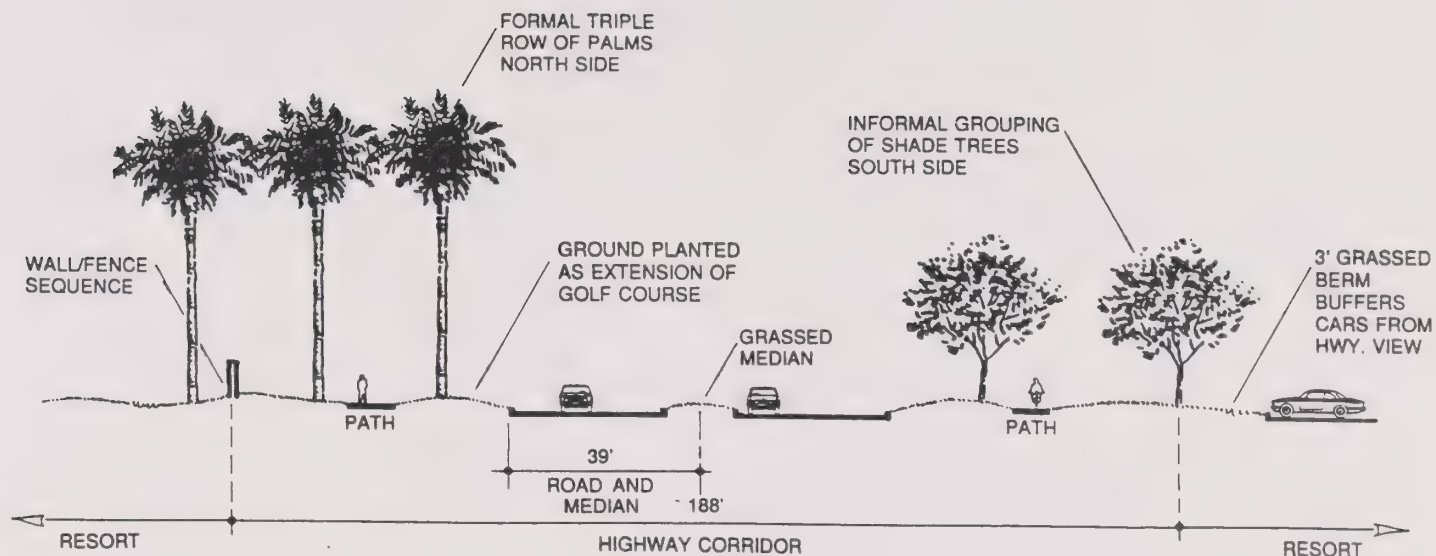 FORMAL TRIPLE
ROW OF PALMS
NORTH SIDE
INFORMAL GROUPING
OF SHADE TREES
SOUTH SIDE
WALL/FENCE
SEQUENCE
GROUND PLANTED
AS EXTENSION OF
GOLF COURSE
GRASSED
MEDIAN
3' GRASSED
BERM
BUFFERS
CARS FROM
HWY. VIEW
PATH
PATH
39'
ROAD AND
MEDIAN
188'
RESORT
HIGHWAY CORRIDOR
RESORT